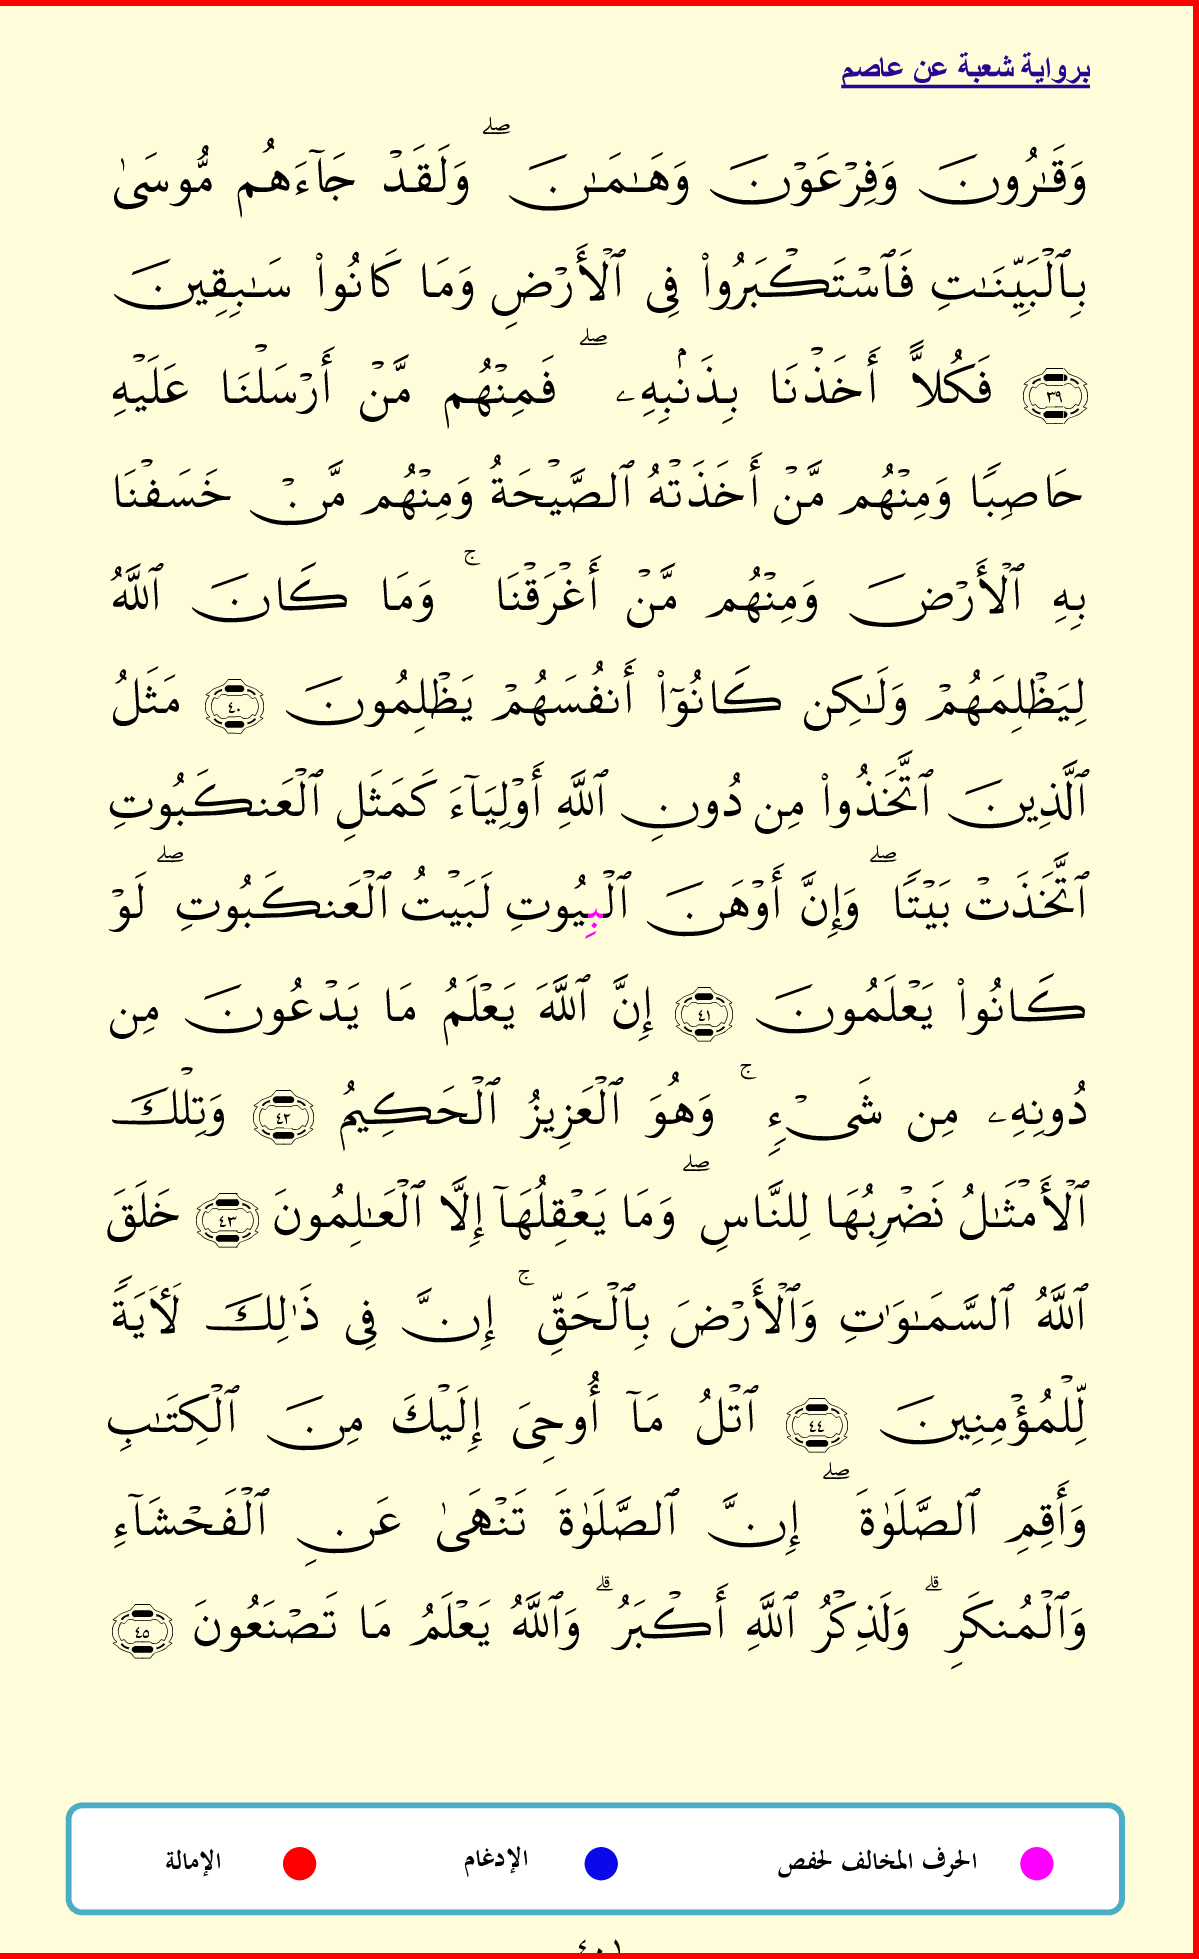 برواية شعبة عن عاصم
وَقَـٰرُونَ وَفِرْعَوْنَ وَهَـٰمَـٰنَ ۖ وَلَقَدْ جَآءَهُم مُّوسَىٰ
بِٱلْبَيِّنَـٰتِ فَٱسْتَكْبَرُوا۟ فِى ٱلْأَرْضِ وَمَا كَانُوا۟ سَـٰبِقِينَ
٣٩ فَكُلًّا أَخَذْنَا بِذَنۢبِهِۦ ۖ فَمِنْهُم مَّنْ أَرْسَلْنَا عَلَيْهِ
حَاصِبًا وَمِنْهُم مَّنْ أَخَذَتْهُ ٱلصَّيْحَةُ وَمِنْهُم مَّنْ خَسَفْنَا
بِهِ ٱلْأَرْضَ وَمِنْهُم مَّنْ أَغْرَقْنَا ۚ وَمَا كَانَ ٱللَّهُ
لِيَظْلِمَهُمْ وَلَـٰكِن كَانُوٓا۟ أَنفُسَهُمْ يَظْلِمُونَ ٤٠ مَثَلُ
ٱلَّذِينَ ٱتَّخَذُوا۟ مِن دُونِ ٱللَّهِ أَوْلِيَآءَ كَمَثَلِ ٱلْعَنكَبُوتِ
ٱتَّخَذَتْ بَيْتًا ۖ وَإِنَّ أَوْهَنَ ٱلْبِيُوتِ لَبَيْتُ ٱلْعَنكَبُوتِ ۖ لَوْ
كَانُوا۟ يَعْلَمُونَ ٤١ إِنَّ ٱللَّهَ يَعْلَمُ مَا يَدْعُونَ مِن
دُونِهِۦ مِن شَىْءٍ ۚ وَهُوَ ٱلْعَزِيزُ ٱلْحَكِيمُ ٤٢ وَتِلْكَ
ٱلْأَمْثَـٰلُ نَضْرِبُهَا لِلنَّاسِ ۖ وَمَا يَعْقِلُهَآ إِلَّا ٱلْعَـٰلِمُونَ ٤٣ خَلَقَ
ٱللَّهُ ٱلسَّمَـٰوَٰتِ وَٱلْأَرْضَ بِٱلْحَقِّ ۚ إِنَّ فِى ذَٰلِكَ لَـَٔايَةً
لِّلْمُؤْمِنِينَ ٤٤ ٱتْلُ مَآ أُوحِىَ إِلَيْكَ مِنَ ٱلْكِتَـٰبِ
وَأَقِمِ ٱلصَّلَوٰةَ ۖ إِنَّ ٱلصَّلَوٰةَ تَنْهَىٰ عَنِ ٱلْفَحْشَآءِ
وَٱلْمُنكَرِ ۗ وَلَذِكْرُ ٱللَّهِ أَكْبَرُ ۗ وَٱللَّهُ يَعْلَمُ مَا تَصْنَعُونَ ٤٥
الحرف المخالف لحفص الإدغام الإمالة
٤٠١